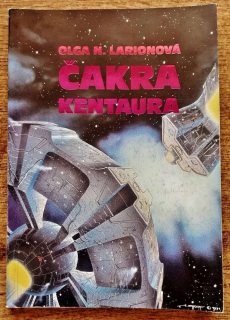 OLGA N. LARIONOVÁ
ČAKRA
KENTAURA